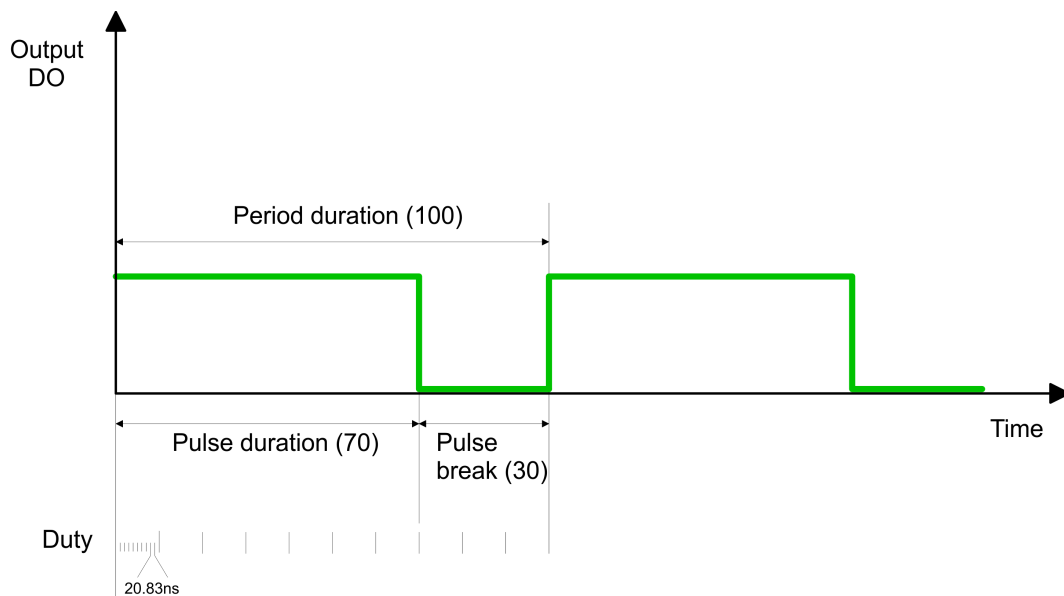 Output
DO
Period duration (100)
Time
Pulse duration (70)
Pulse
break (30)
Duty
20.83ns